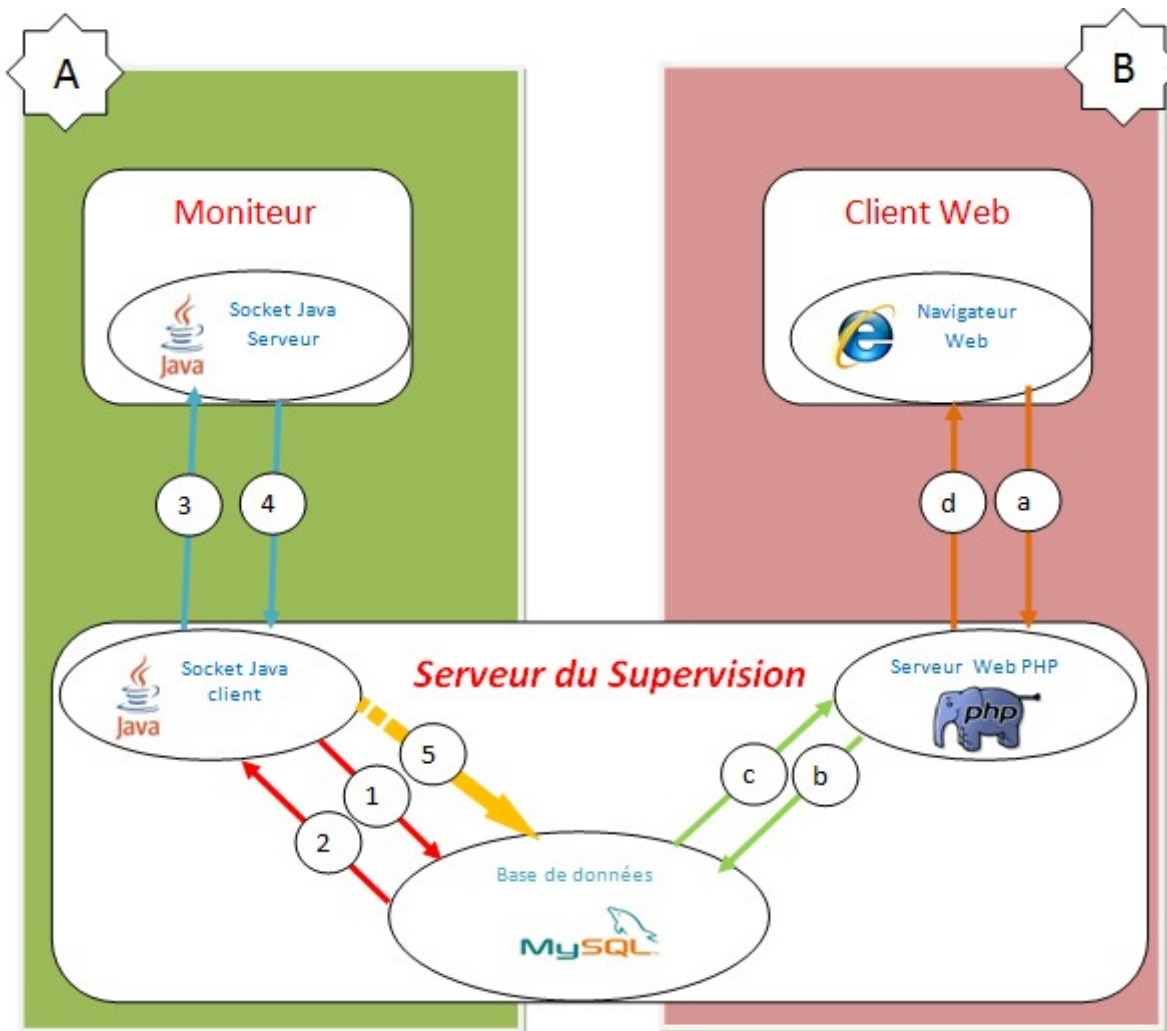 A
B
Moniteur
Client Web
Socket Java
Serveur
Java
Navigateur
Web
3
4
d
a
Socket Java
client
Java
Serveur du Supervision
Serveur Web PHP
php
5
1
2
c
b
Base de données
MySQL